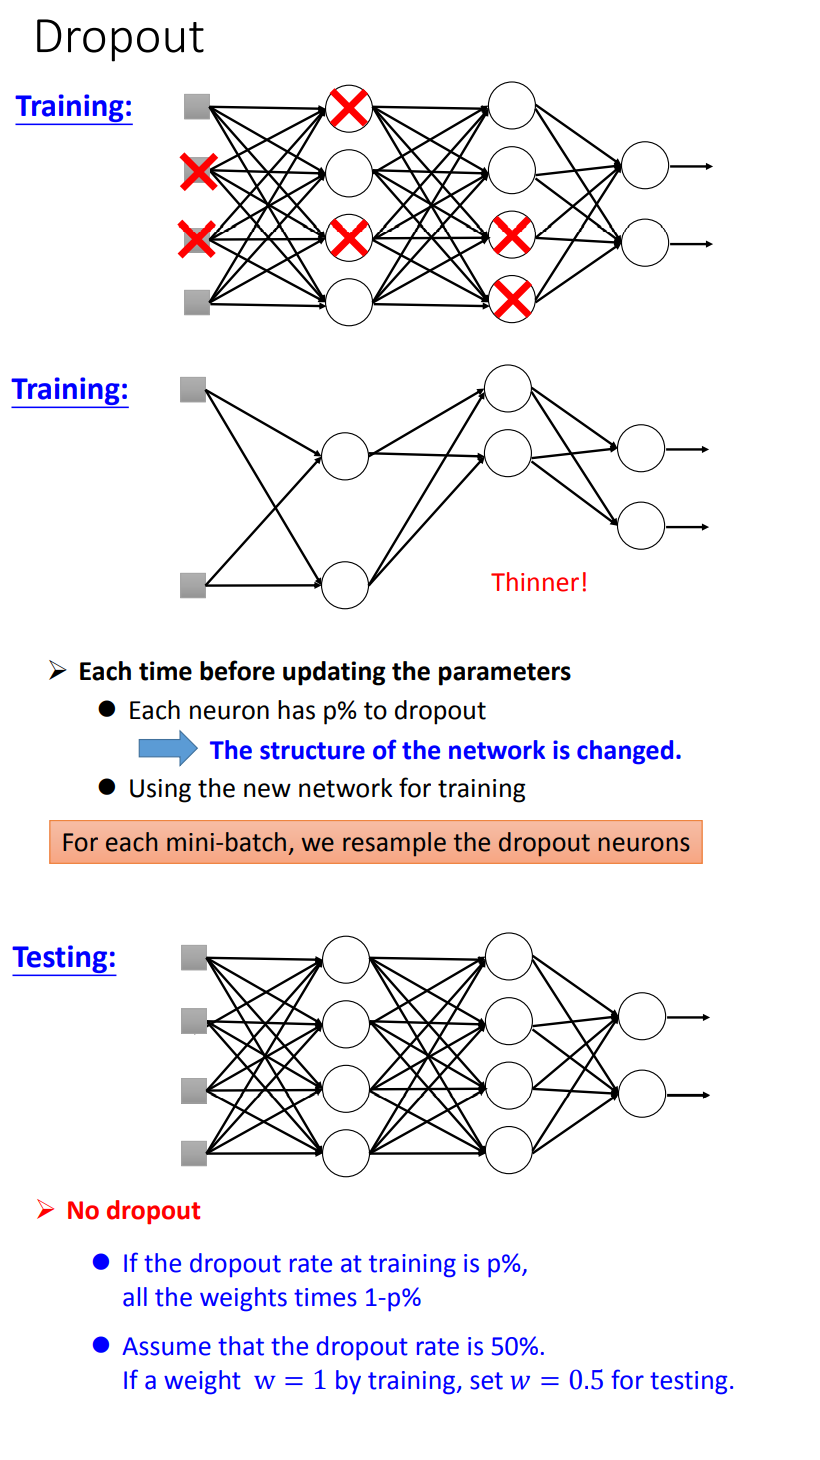 Dropout
Training:
Training:
Thinner!
➢ Each time before updating the parameters
● Each neuron has p% to dropout
The structure of the network is changed.
● Using the new network for training
For each mini-batch, we resample the dropout neurons
Testing:
➢ No dropout
● If the dropout rate at training is p%,
all the weights times 1-p%
● Assume that the dropout rate is 50%.
If a weight w = 1 by training, set w = 0.5 for testing.